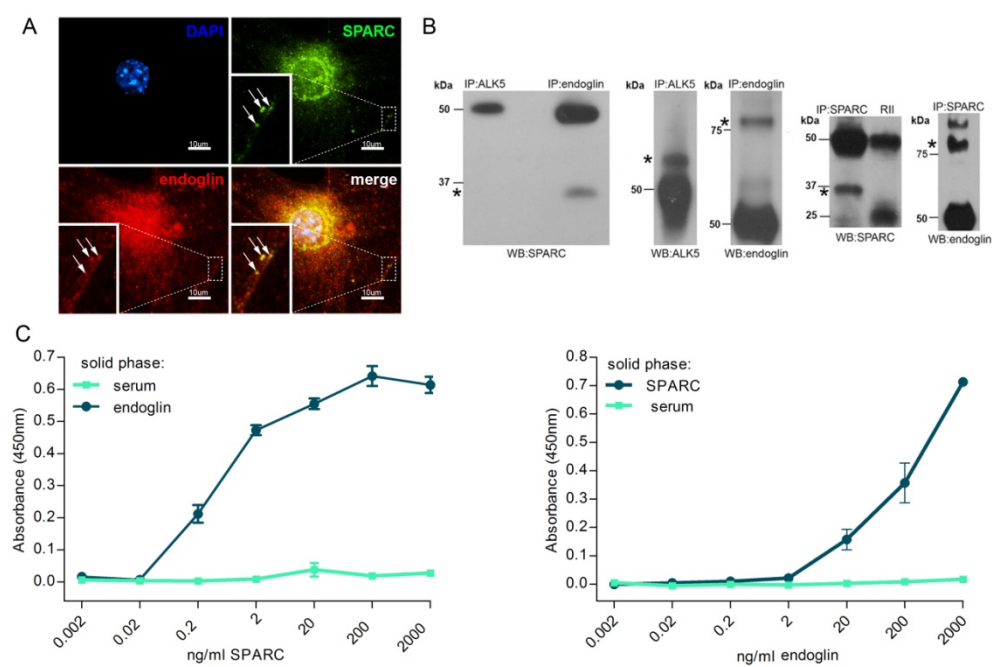 A
DAPI
SPARC
10um
10um
endoglin
merge
10um
10um
B
kDa IP:ALK5 IP:endoglin
50
37
*
WB:SPARC
kDa IP:ALK5
*
50
WB:ALK5
kDa IP:endoglin
*
75
50
WB:endoglin
IP:SPARC RII
kDa
50
37
*
25
WB:SPARC
IP:SPARC
kDa
*
75
50
WB:endoglin
C
solid phase:
serum
endoglin
Absorbance (450nm)
0.7
0.6
0.5
0.4
0.3
0.2
0.1
0.0
0.002 0.02 0.2 2 20 200 2000
ng/ml SPARC
solid phase:
SPARC
serum
Absorbance (450nm)
0.8
0.7
0.6
0.5
0.4
0.3
0.2
0.1
0.0
0.002 0.02 0.2 2 20 200 2000
ng/ml endoglin